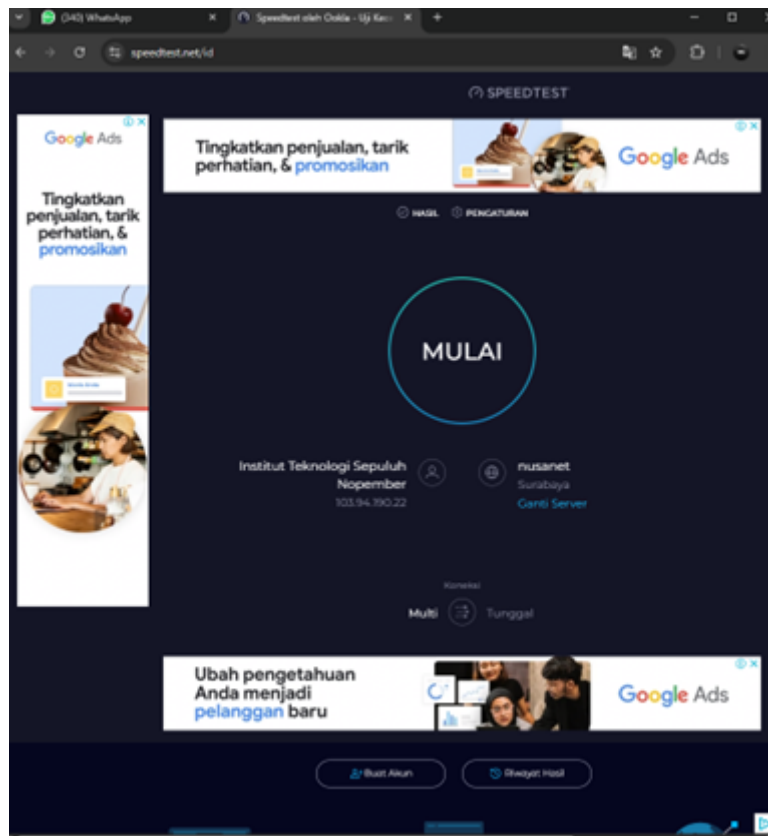 (340) WhatsApp
Speedtest oleh Ookla - Uji Kec
speedtest.net/id
SPEEDTEST
Google Ads
Tingkatkan
penjualan, tarik
perhatian, &
promosikan
Tingkatkan penjualan, tarik
perhatian, & promosikan
Google Ads
HASIL PENGATURAN
MULAI
Institut Teknologi Sepuluh
Nopember
103.94.190.22
nusanet
Surabaya
Ganti Server
Koneksi
Multi Tunggal
Ubah pengetahuan
Anda menjadi
pelanggan baru
Google Ads
Buat Akun
Riwayat Hasil